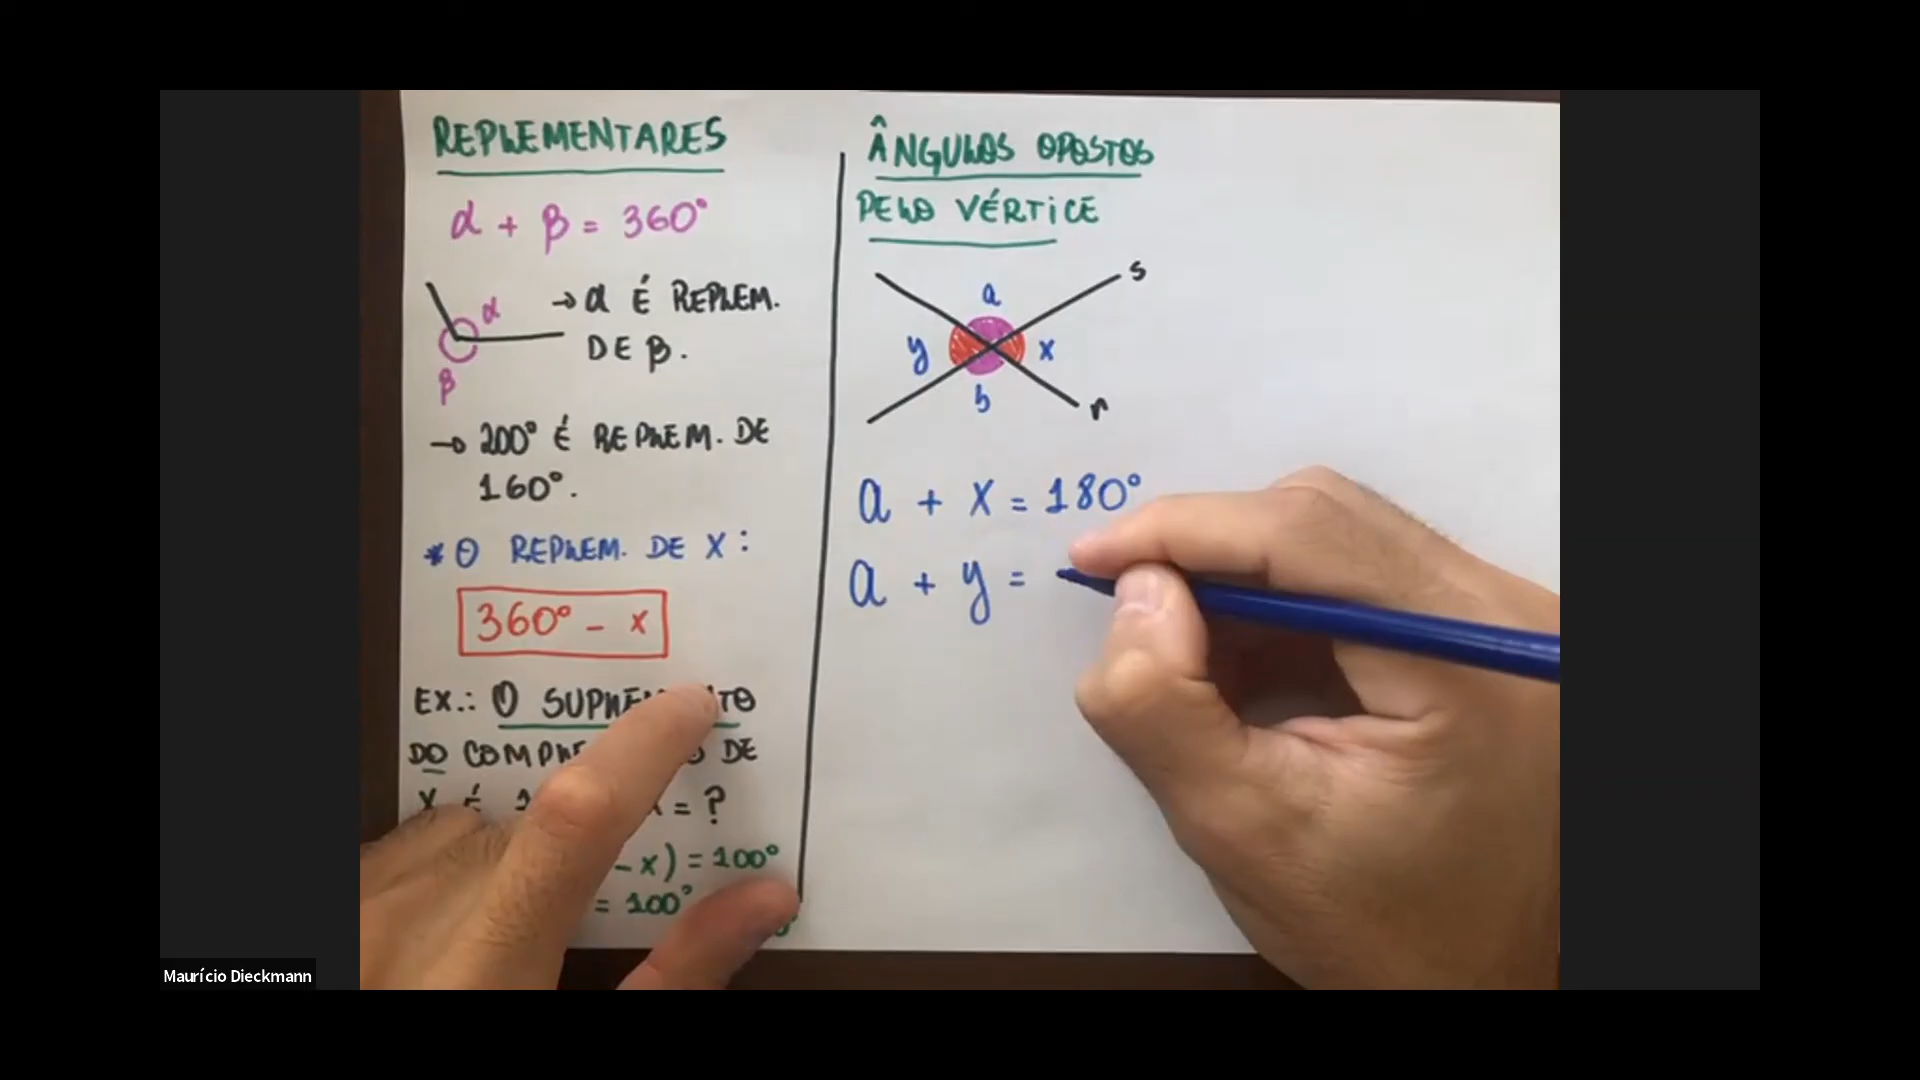 REPLEMENTARES
α + β = 360°
α
β
→ α É REPLEM.
DE β.
→ 200° É REPLEM. DE
160°.
* O REPLEM. DE X:
360° - x
EX.: O
DO DE
X É = ?
- x) = 100°
= 100°
ÂNGULOS OPOSTOS
PELO VÉRTICE
s
a
y
x
b
r
a + x = 180°
a + y =
Maurício Dieckmann